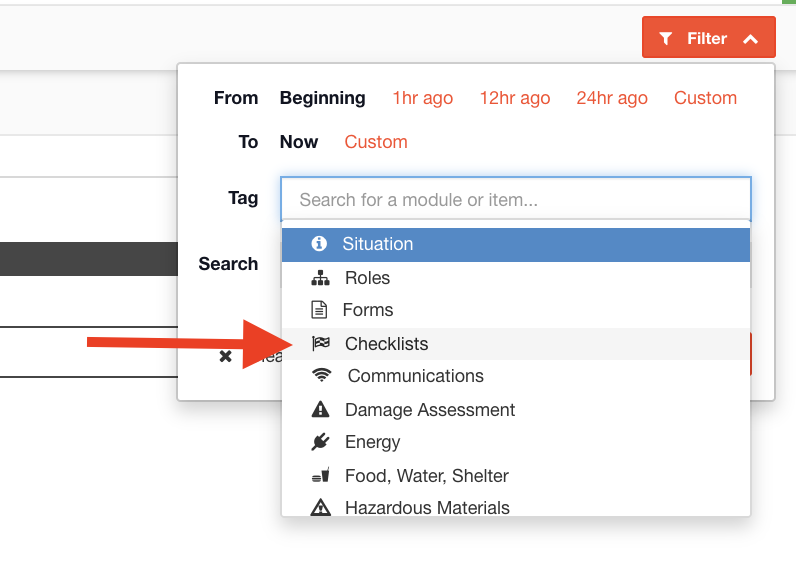 Filter
From Beginning 1hr ago 12hr ago 24hr ago Custom
To Now Custom
Tag Search for a module or item...
Situation
Search
Roles
Forms
Checklists
Communications
Damage Assessment
Energy
Food, Water, Shelter
Hazardous Materials